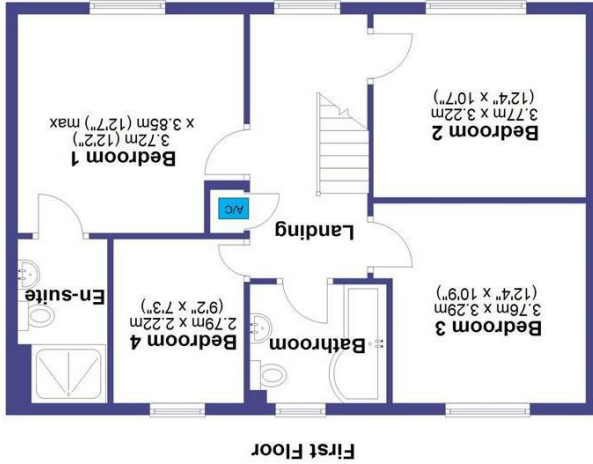 First Floor
Bedroom 3
3.76m x 3.29m
(12'4" x 10'9")
Bathroom
Bedroom 4
2.79m x 2.22m
(9'2" x 7'3")
En-suite
Landing
A/C
Bedroom 2
3.77m x 3.22m
(12'4" x 10'7")
Bedroom 1
3.72m (12'2")
x 3.85m (12'7") max